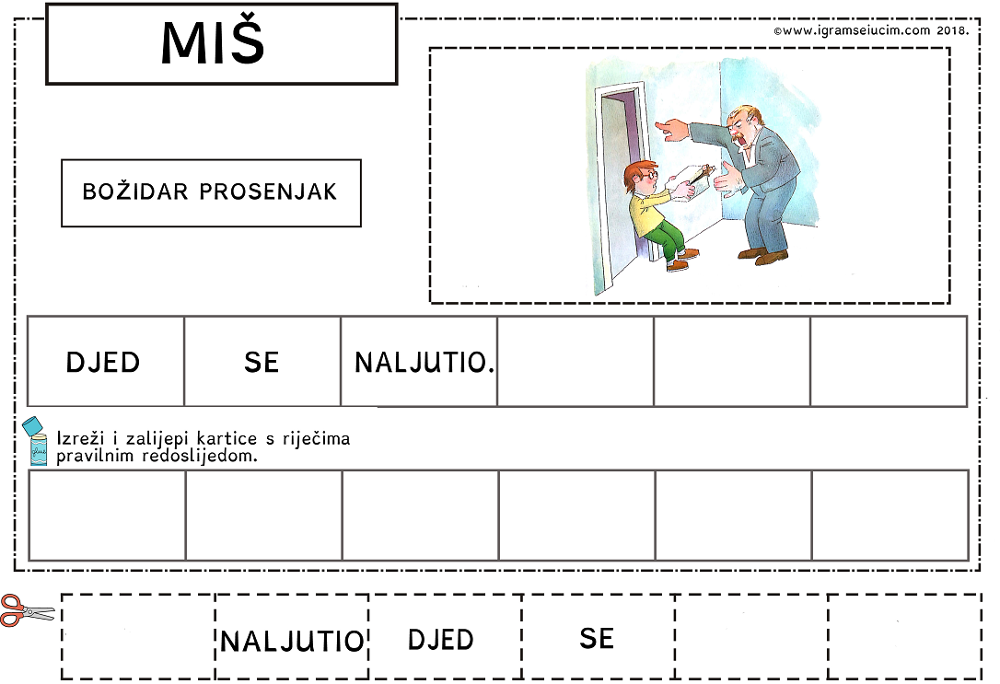 MIŠ
©www.igramseiucim.com 2018.
BOŽIDAR PROSENJAK
DJED SE NALJUTIO.
Izreži i zalijepi kartice s riječima
pravilnim redoslijedom.
glue
NALJUTIO DJED SE